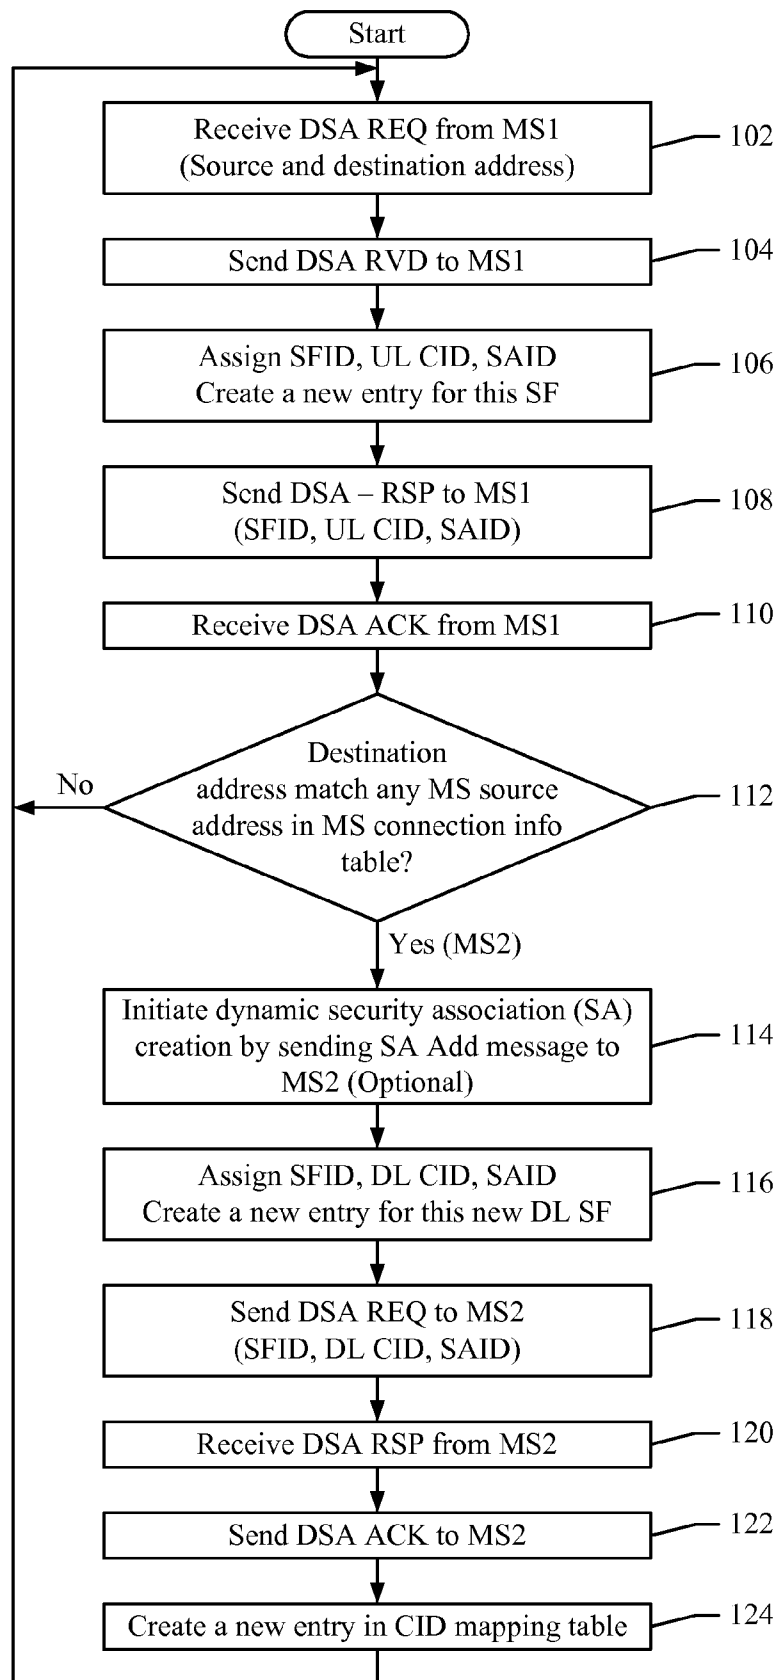 Start
Receive DSA REQ from MS1
(Source and destination address)
102
Send DSA RVD to MS1
104
Assign SFID, UL CID, SAID
Create a new entry for this SF
106
Send DSA – RSP to MS1
(SFID, UL CID, SAID)
108
Receive DSA ACK from MS1
110
Destination
address match any MS source
address in MS connection info
table?
112
No
Yes (MS2)
Initiate dynamic security association (SA)
creation by sending SA Add message to
MS2 (Optional)
114
Assign SFID, DL CID, SAID
Create a new entry for this new DL SF
116
Send DSA REQ to MS2
(SFID, DL CID, SAID)
118
Receive DSA RSP from MS2
120
Send DSA ACK to MS2
122
Create a new entry in CID mapping table
124